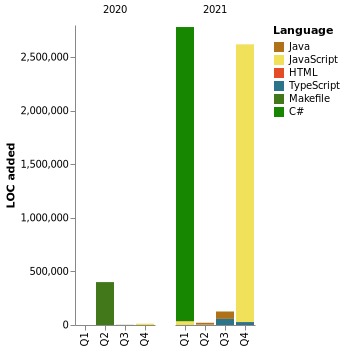 2020 2021
Language
Java
JavaScript
HTML
TypeScript
Makefile
C#
LOC added
2,500,000
2,000,000
1,500,000
1,000,000
500,000
0
Q1 Q2 Q3 Q4 Q1 Q2 Q3 Q4